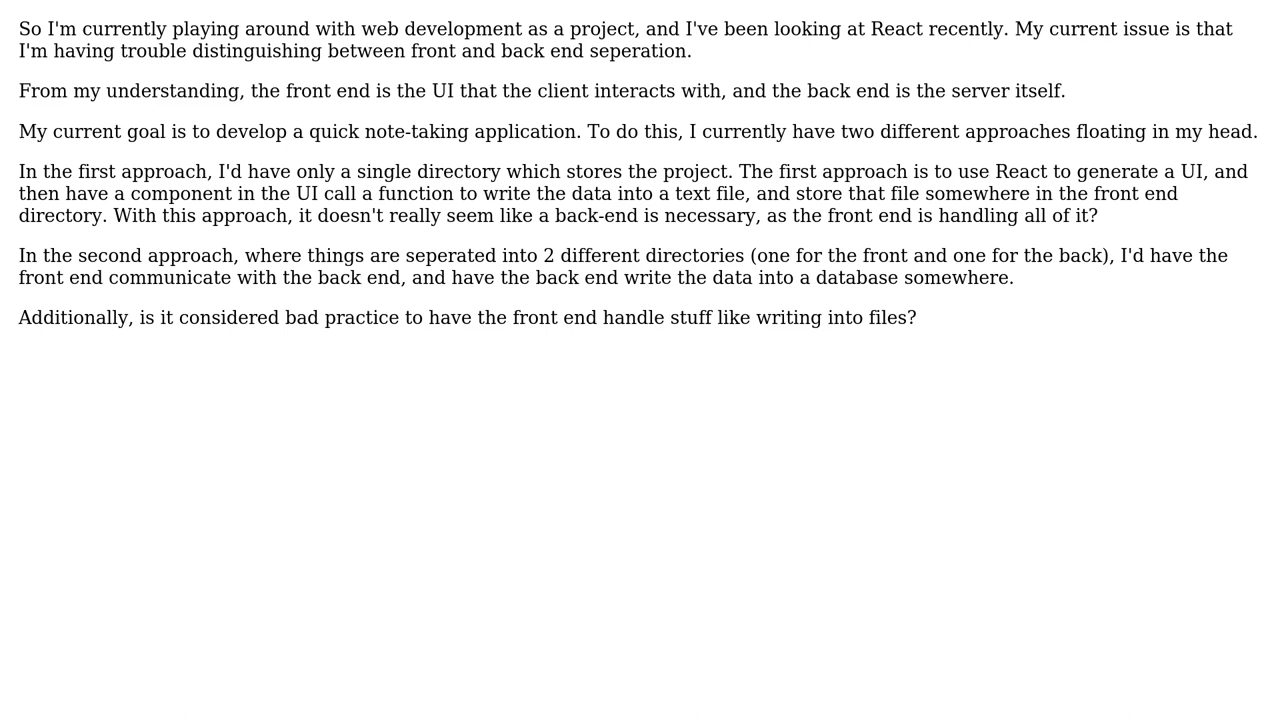 So I'm currently playing around with web development as a project, and I've been looking at React recently. My current issue is that
I'm having trouble distinguishing between front and back end seperation.
From my understanding, the front end is the UI that the client interacts with, and the back end is the server itself.
My current goal is to develop a quick note-taking application. To do this, I currently have two different approaches floating in my head.
In the first approach, I'd have only a single directory which stores the project. The first approach is to use React to generate a UI, and
then have a component in the UI call a function to write the data into a text file, and store that file somewhere in the front end
directory. With this approach, it doesn't really seem like a back-end is necessary, as the front end is handling all of it?
In the second approach, where things are seperated into 2 different directories (one for the front and one for the back), I'd have the
front end communicate with the back end, and have the back end write the data into a database somewhere.
Additionally, is it considered bad practice to have the front end handle stuff like writing into files?